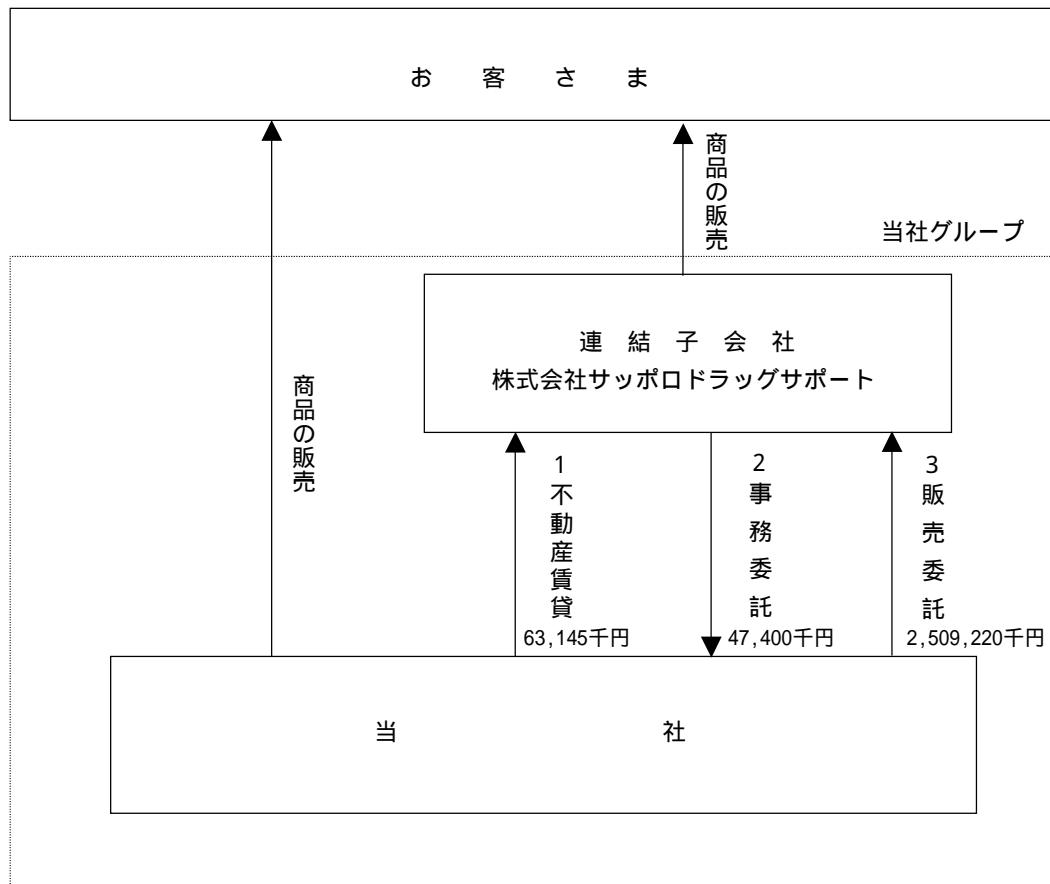 お客さま
商品の販売
当社グループ
連結子会社
株式会社サッポロドラッグサポート
商品の販売
1不動産賃貸
63,145千円
2事務委託
47,400千円
3販売委託
2,509,220千円
当社